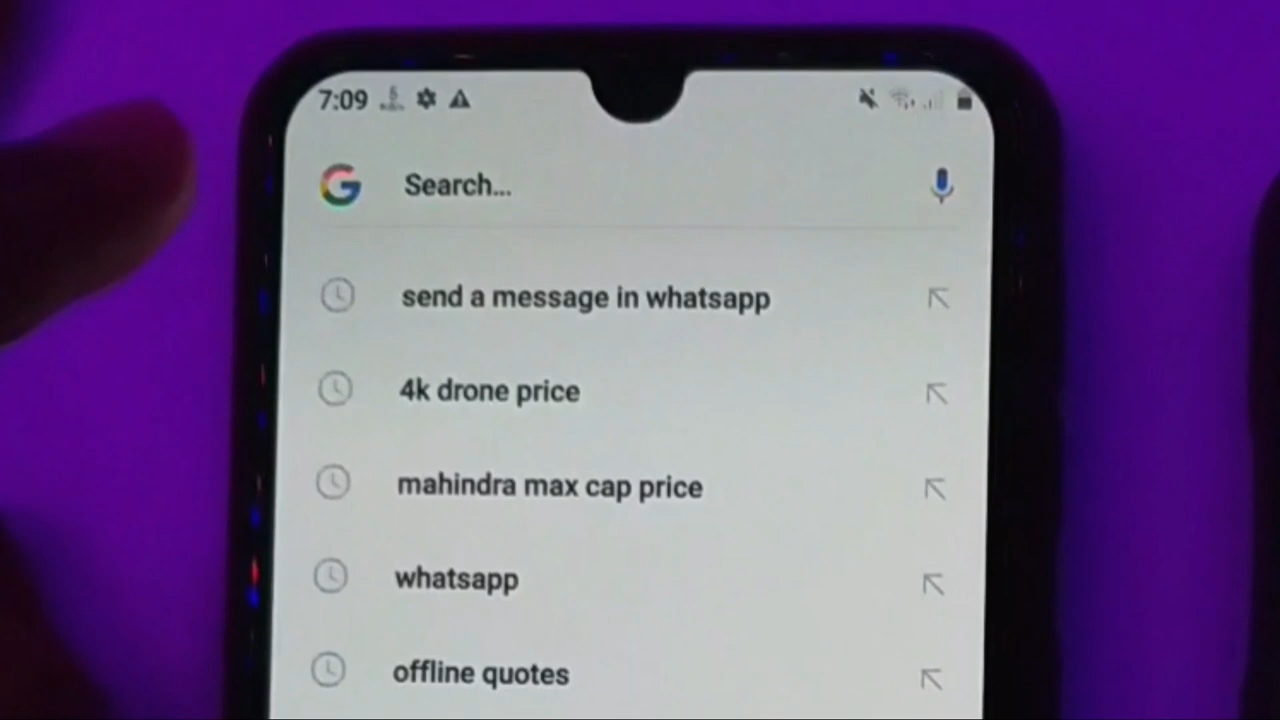 7:09
Search...
send a message in whatsapp
4k drone price
mahindra max cap price
whatsapp
offline quotes